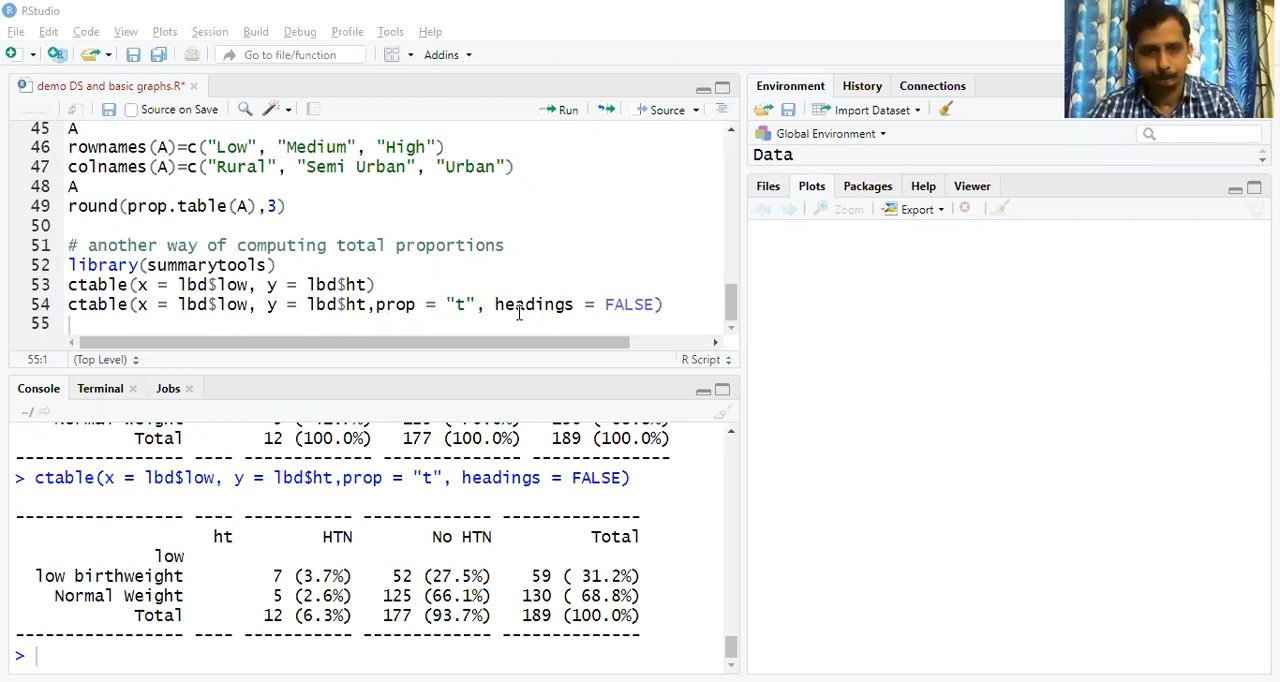 RStudio
File Edit Code View Plots Session Build Debug Profile Tools Help
Go to file/function Addins
demo DS and basic graphs.R*
Source on Save Run Source
45 A
46 rownames(A)=c("Low", "Medium", "High")
47 colnames(A)=c("Rural", "Semi Urban", "Urban")
48 A
49 round(prop.table(A),3)
50
51 # another way of computing total proportions
52 library(summarytools)
53 ctable(x = lbd$low, y = lbd$ht)
54 ctable(x = lbd$low, y = lbd$ht,prop = "t", headings = FALSE)
55
55:1 (Top Level) R Script
Console Terminal Jobs
~/
Total 12 (100.0%) 177 (100.0%) 189 (100.0%)
----------------- ---- ------------ ------------- --------------
> ctable(x = lbd$low, y = lbd$ht,prop = "t", headings = FALSE)
----------------- ---- ----------- ------------- --------------
ht HTN No HTN Total
low
low birthweight 7 (3.7%) 52 (27.5%) 59 ( 31.2%)
Normal Weight 5 (2.6%) 125 (66.1%) 130 ( 68.8%)
Total 12 (6.3%) 177 (93.7%) 189 (100.0%)
----------------- ---- ----------- ------------- --------------
>
Environment History Connections
Import Dataset
Global Environment
Data
Files Plots Packages Help Viewer
Zoom Export